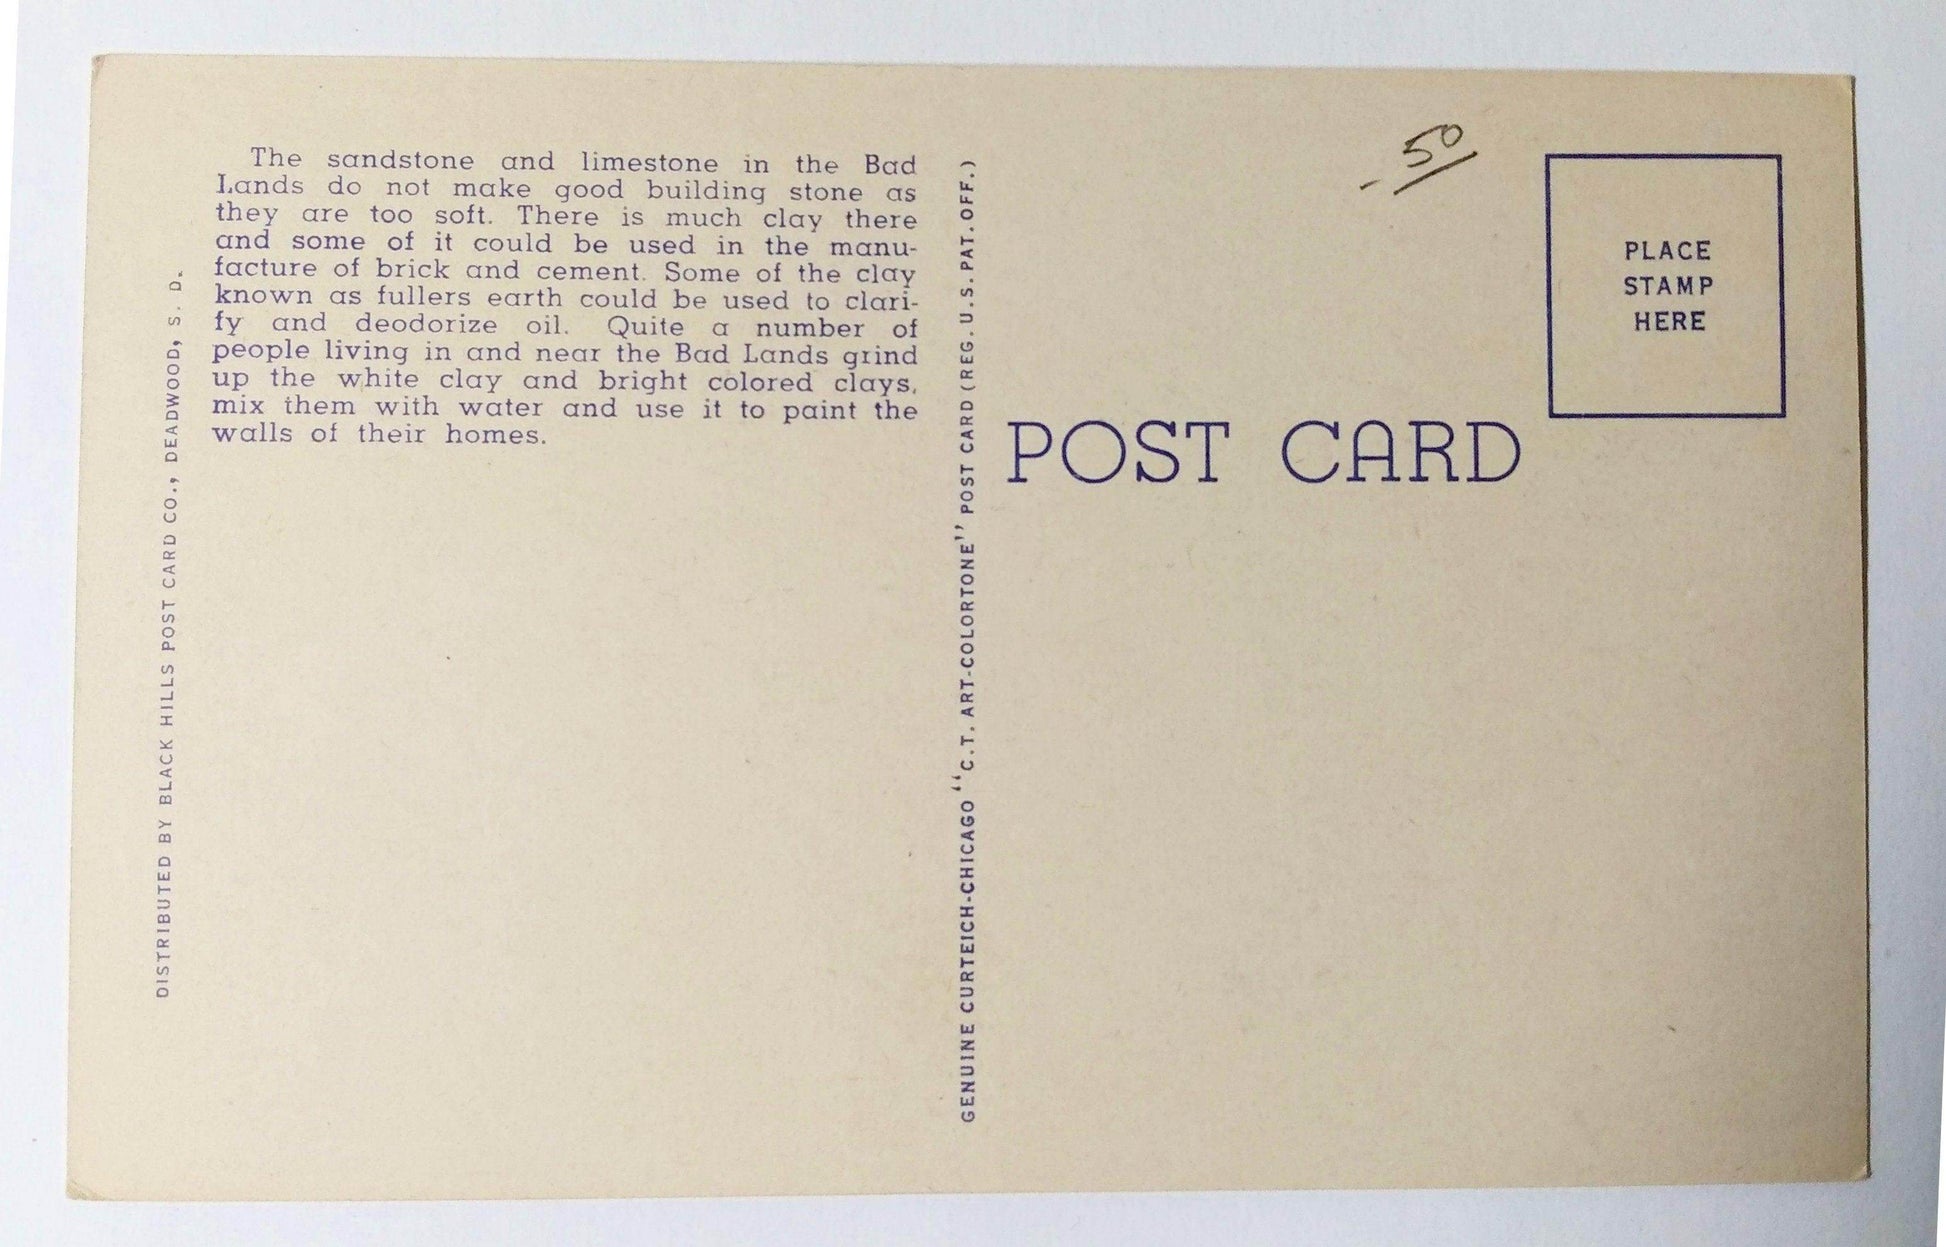 The sandstone and limestone in the Bad
Lands do not make good building stone as
they are too soft. There is much clay there
and some of it could be used in the manu-
facture of brick and cement. Some of the clay
known as fullers earth could be used to clari-
fy and deodorize oil. Quite a number of
people living in and near the Bad Lands grind
up the white clay and bright colored clays,
mix them with water and use it to paint the
walls of their homes.
DISTRIBUTED BY BLACK HILLS POST CARD CO., DEADWOOD, S. D.
GENUINE CURTEICH-CHICAGO "C.T. ART-COLORTONE" POST CARD (REG. U.S. PAT. OFF.)
.50
PLACE
STAMP
HERE
POST CARD